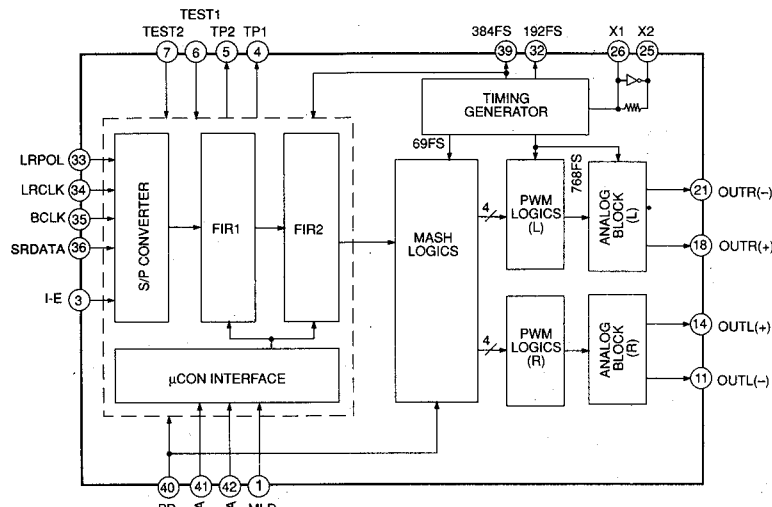 TEST1
TEST2 TP2 TP1
7 6 5 4
384FS 192FS X1 X2
39 32 26 25
TIMING
GENERATOR
69FS
768FS
LRPOL 33
LRCLK 34
BCLK 35
SRDATA 36
I-E 3
S/P CONVERTER
FIR1
FIR2
MASH
LOGICS
4
PWM
LOGICS
(L)
ANALOG
BLOCK
(L)
21 OUTR(–)
18 OUTR(+)
4
PWM
LOGICS
(R)
ANALOG
BLOCK
(R)
14 OUTL(+)
11 OUTL(–)
µCON INTERFACE
40 41 42 1